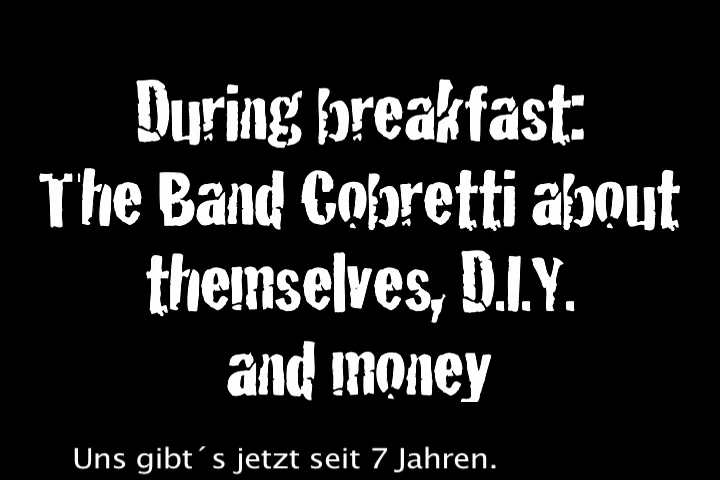 During breakfast:
The Band Cobretti about
themselves, D.I.Y.
and money
Uns gibt´s jetzt seit 7 Jahren.